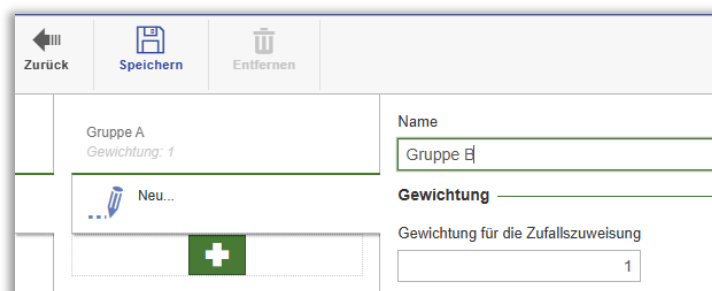 Zurück
Speichern
Entfernen
Gruppe A
Gewichtung: 1
Neu...
Name
Gruppe B
Gewichtung
Gewichtung für die Zufallszuweisung
1